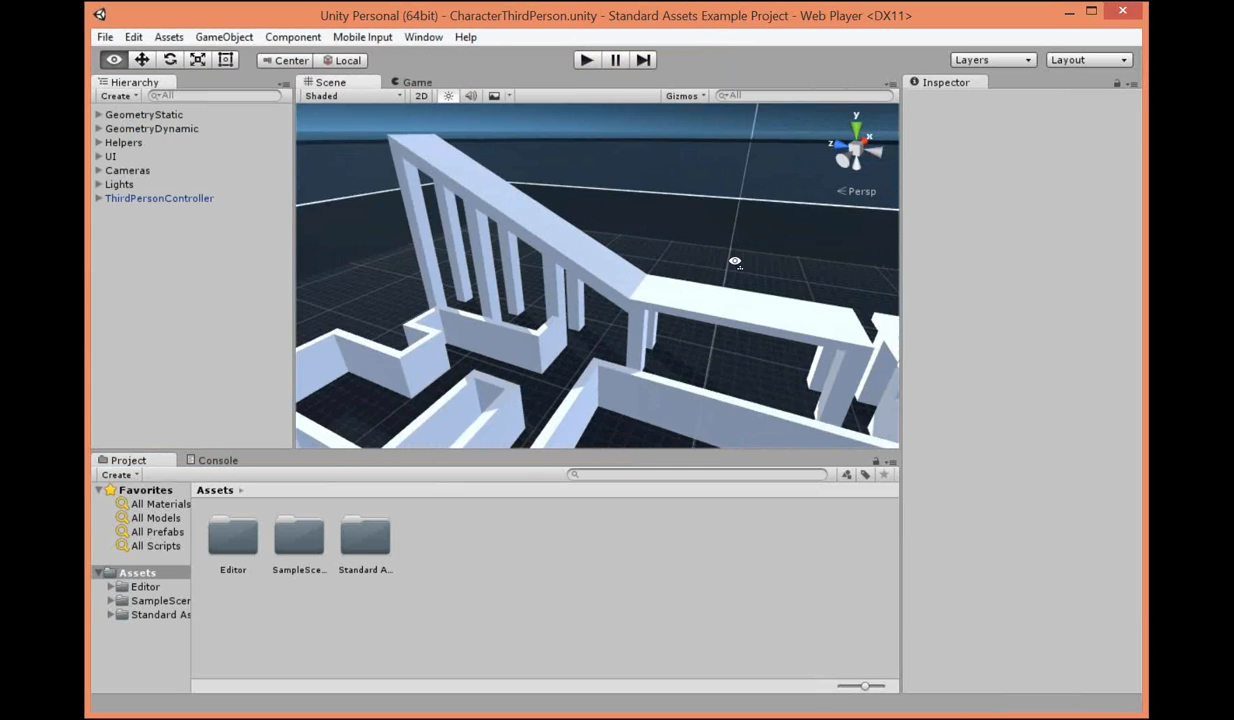 Unity Personal (64bit) - CharacterThirdPerson.unity - Standard Assets Example Project - Web Player <DX11>
File Edit Assets GameObject Component Mobile Input Window Help
Center Local Layers Layout
Hierarchy
Create All
GeometryStatic
GeometryDynamic
Helpers
UI
Cameras
Lights
ThirdPersonController
Scene Game
Shaded 2D Gizmos All
y
x
z
Persp
Inspector
Project Console
Create
Favorites
All Materials
All Models
All Prefabs
All Scripts
Assets
Editor
SampleScen
Standard As
Assets
Editor SampleSce... Standard A...